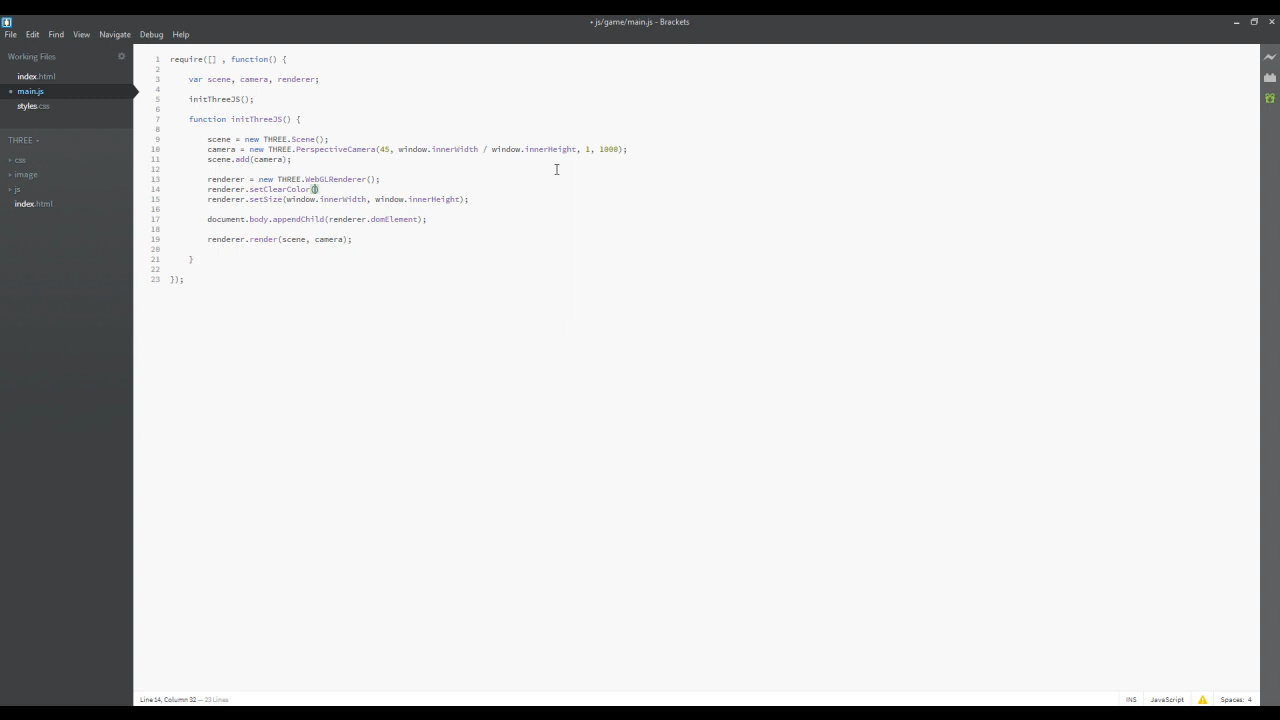 • js/game/main.js - Brackets
File Edit Find View Navigate Debug Help
Working Files
index.html
main.js
styles.css
THREE
css
image
js
index.html
1 require([] , function() {
2
3 var scene, camera, renderer;
4
5 initThreeJS();
6
7 function initThreeJS() {
8
9 scene = new THREE.Scene();
10 camera = new THREE.PerspectiveCamera(45, window.innerWidth / window.innerHeight, 1, 1000);
11 scene.add(camera);
12
13 renderer = new THREE.WebGLRenderer();
14 renderer.setClearColor()
15 renderer.setSize(window.innerWidth, window.innerHeight);
16
17 document.body.appendChild(renderer.domElement);
18
19 renderer.render(scene, camera);
20
21 }
22
23 });
Line 14, Column 32 — 23 Lines
INS JavaScript Spaces: 4